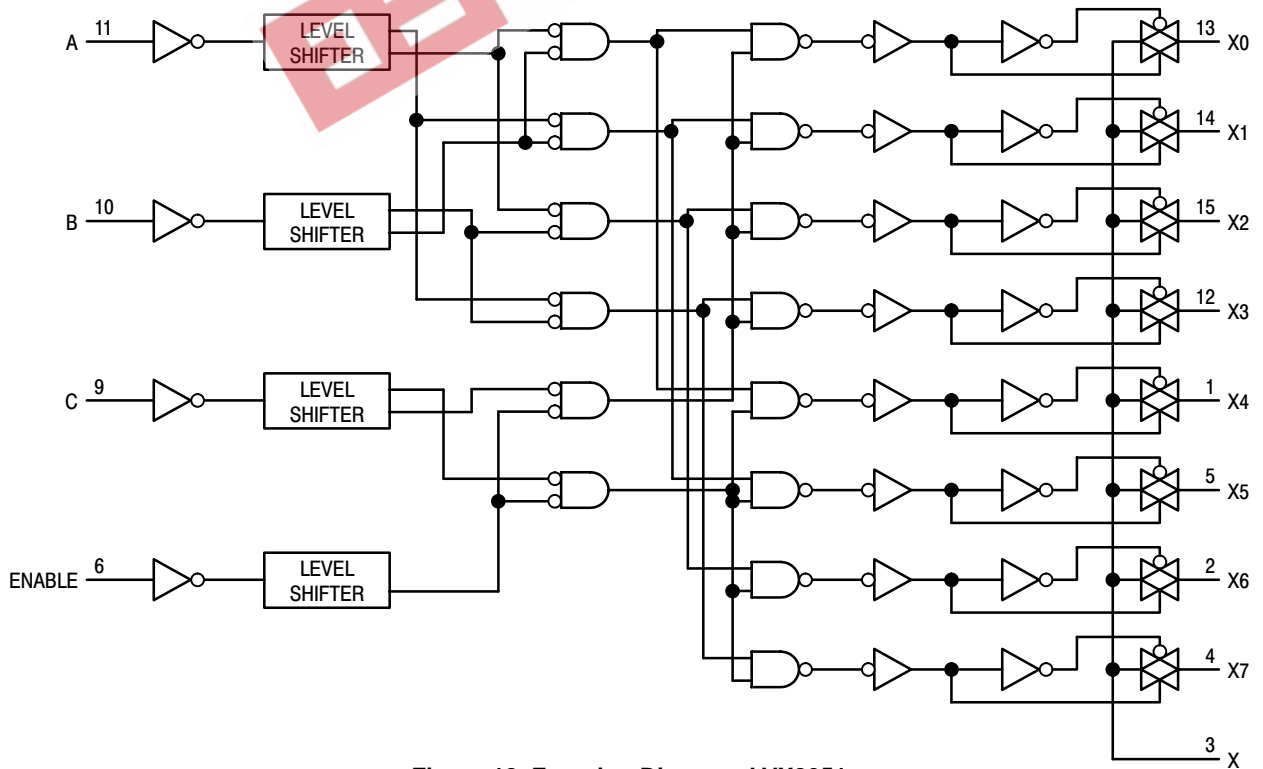 11
A
LEVEL
SHIFTER
13
X0
14
X1
10
B
LEVEL
SHIFTER
15
X2
12
X3
9
C
LEVEL
SHIFTER
1
X4
5
X5
6
ENABLE
LEVEL
SHIFTER
2
X6
4
X7
3
X